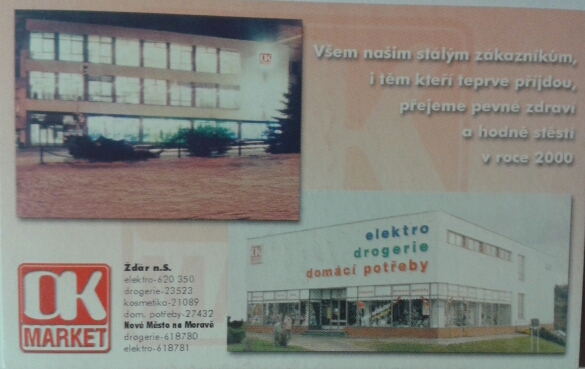 OK
Všem našim stálým zákazníkům,
i těm kteří teprve přijdou,
přejeme pevné zdraví
a hodně štěstí
v roce 2000
elektro
drogerie
domácí potřeby
OK
OK
MARKET
Žďár n.S.
elektro-620 350
drogerie-23523
kosmetika-21089
dom. potřeby-27432
Nové Město na Moravě
drogerie-618780
elektro-618781